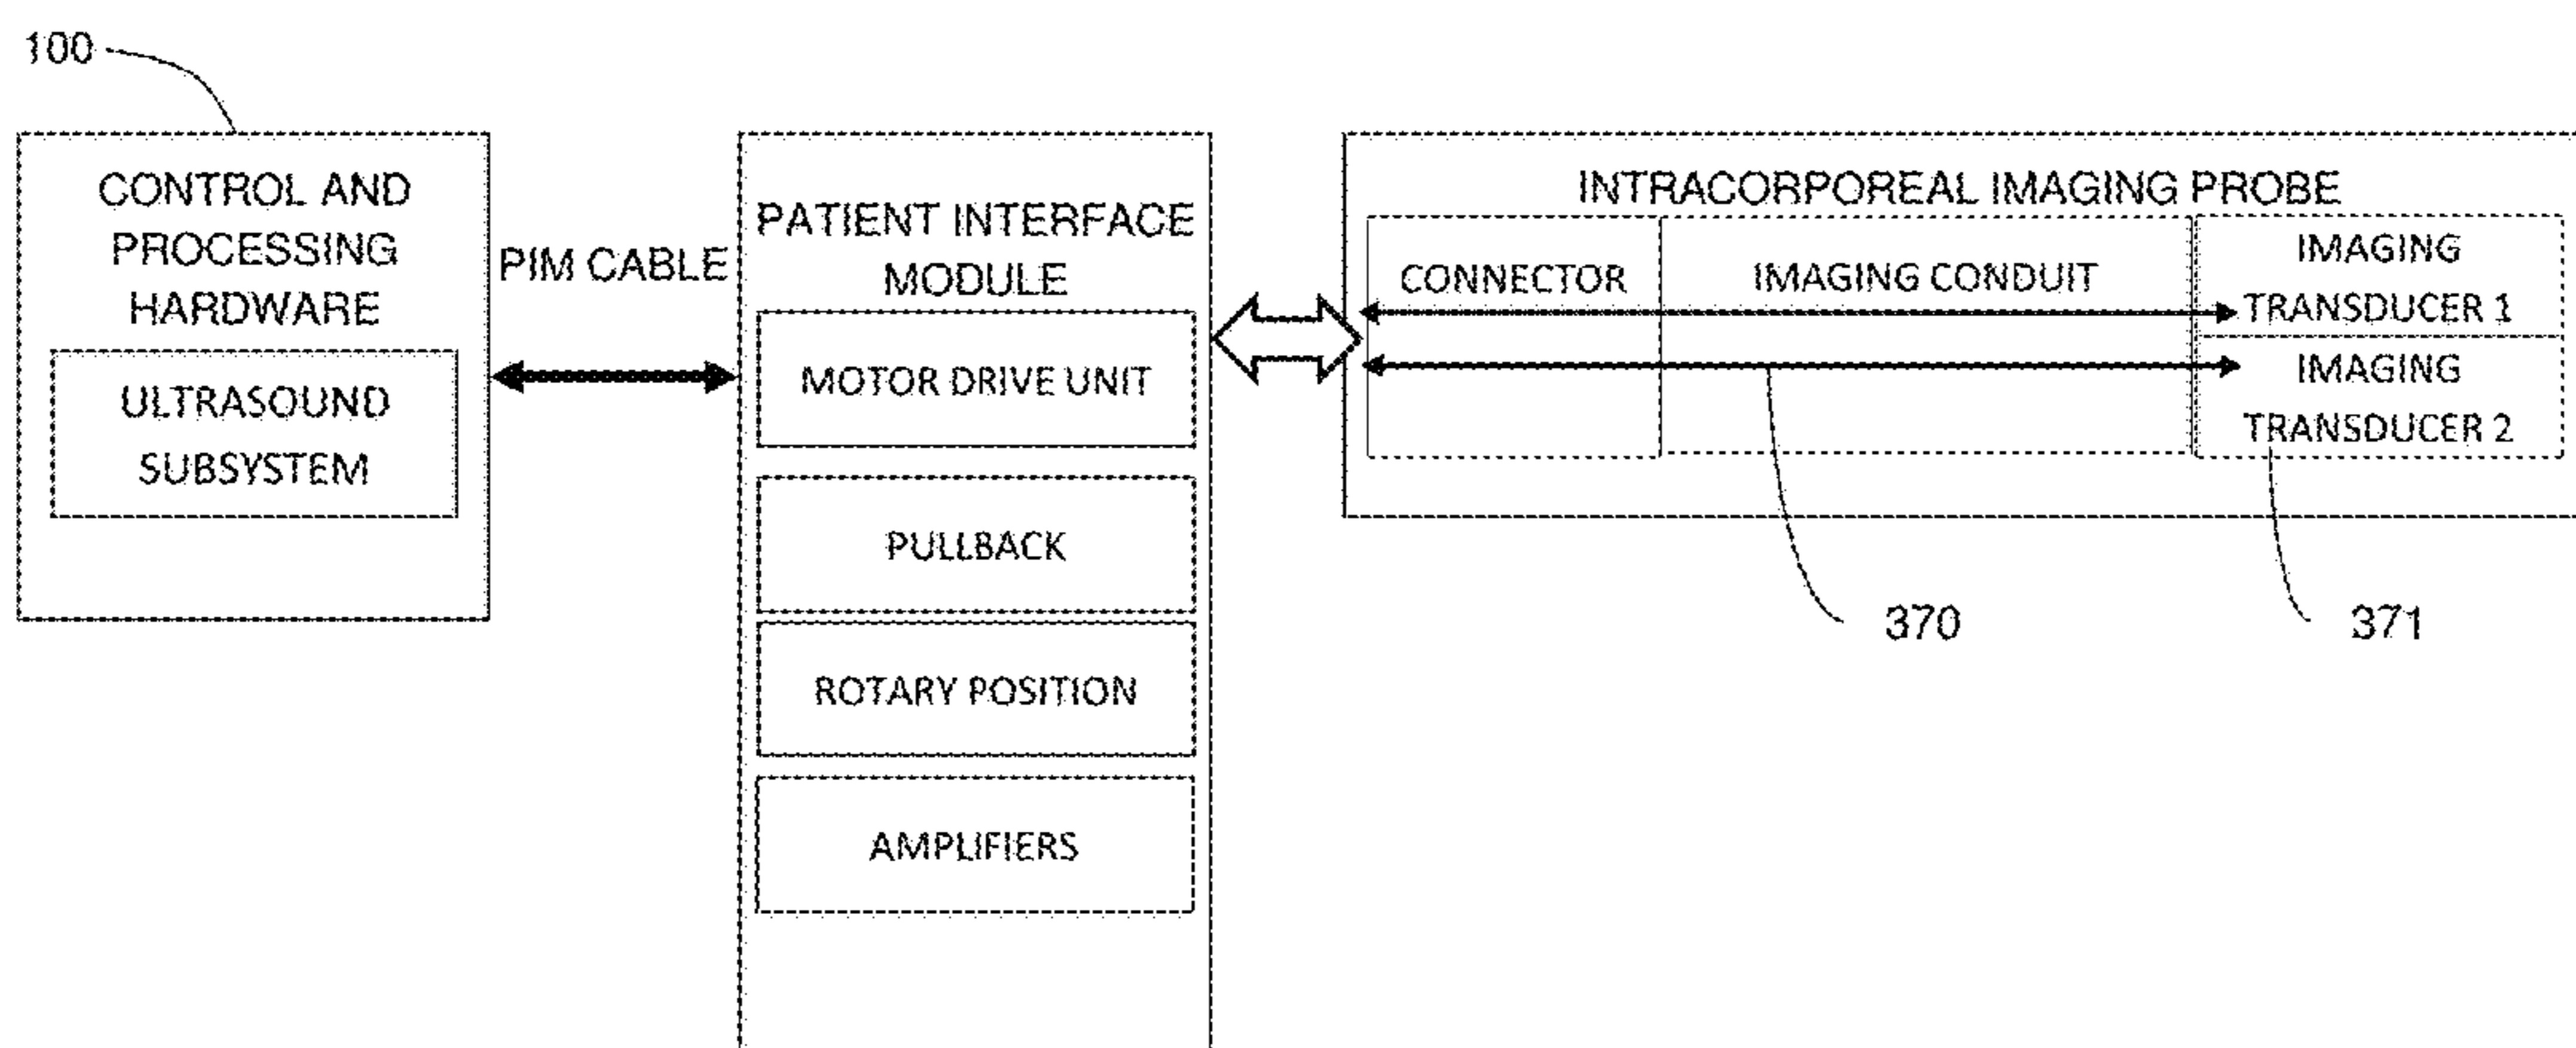 100
CONTROL AND
PROCESSING
HARDWARE
ULTRASOUND
SUBSYSTEM
PIM CABLE
PATIENT INTERFACE
MODULE
MOTOR DRIVE UNIT
PULLBACK
ROTARY POSITION
AMPLIFIERS
INTRACORPOREAL IMAGING PROBE
CONNECTOR
IMAGING CONDUIT
IMAGING
TRANSDUCER 1
IMAGING
TRANSDUCER 2
370
371